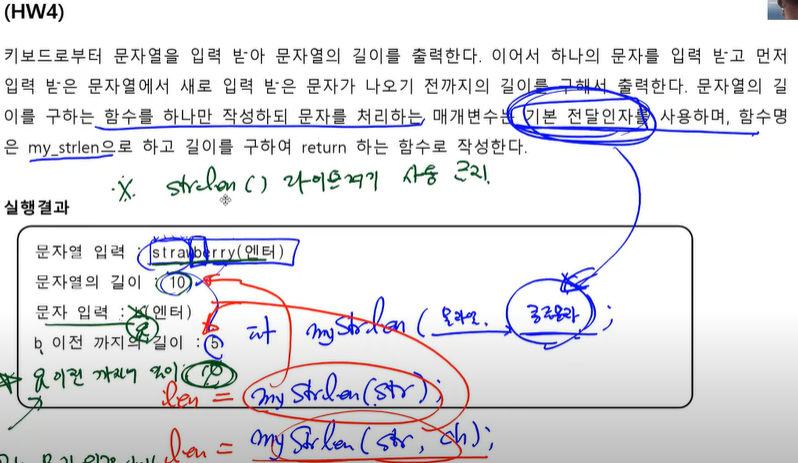 (HW4)
키보드로부터 문자열을 입력 받아 문자열의 길이를 출력한다. 이어서 하나의 문자를 입력 받고 먼저
입력 받은 문자열에서 새로 입력 받은 문자가 나오기 전까지의 길이를 구해서 출력한다. 문자열의 길
이를 구하는 함수를 하나만 작성하되 문자를 처리하는 매개변수는 기본 전달인자를 사용하며, 함수명
은 my_strlen으로 하고 길이를 구하여 return 하는 함수로 작성한다.
※ strlen() 라이브러리 사용 금지
실행결과
문자열 입력 : strawberry(엔터)
문자열의 길이 : 10
문자 입력 : b(엔터)
int mystrlen( 문자열, ;
b 이전 까지의 길이 : 5
이전 까지의 길이:
len = mystrlen(str);
len = mystrlen(str, ch);